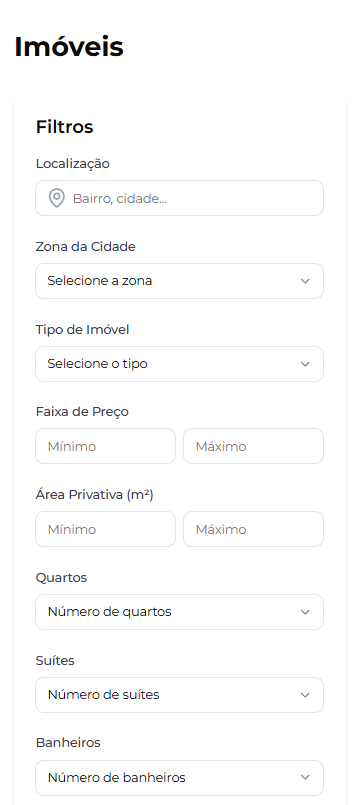 Imóveis
Filtros
Localização
Bairro, cidade...
Zona da Cidade
Selecione a zona
Tipo de Imóvel
Selecione o tipo
Faixa de Preço
Mínimo Máximo
Área Privativa (m²)
Mínimo Máximo
Quartos
Número de quartos
Suítes
Número de suítes
Banheiros
Número de banheiros